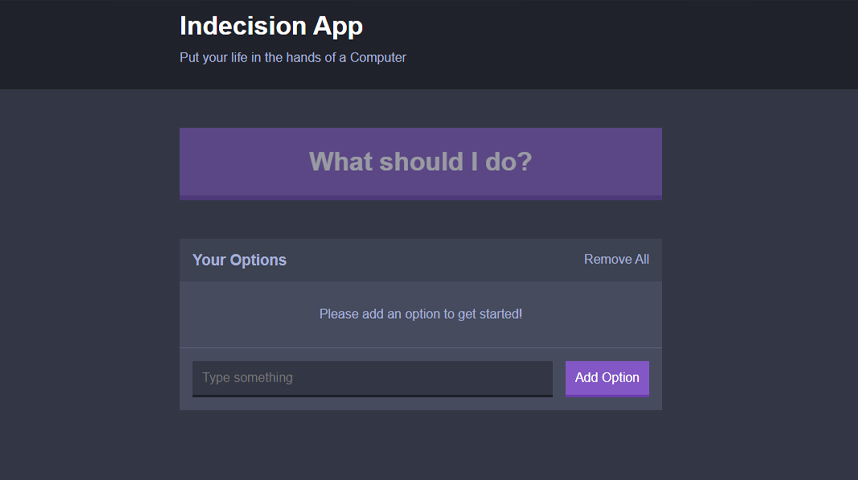 Indecision App
Put your life in the hands of a Computer
What should I do?
Your Options
Remove All
Please add an option to get started!
Type something
Add Option